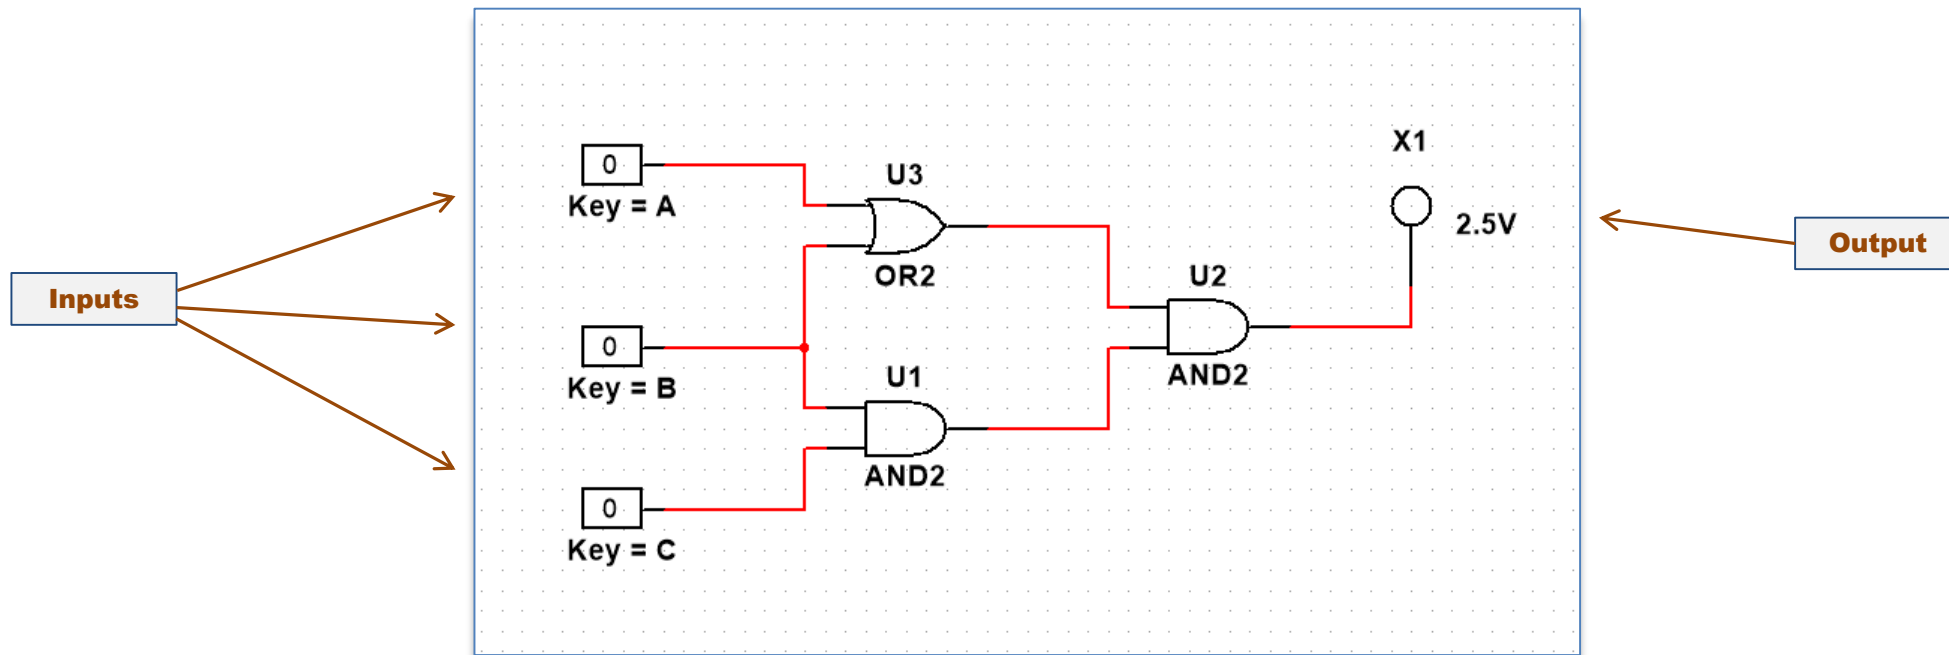 X1
0
U3
Key = A
2.5V
Output
OR2
U2
Inputs
0
Key = B
U1
AND2
AND2
0
Key = C